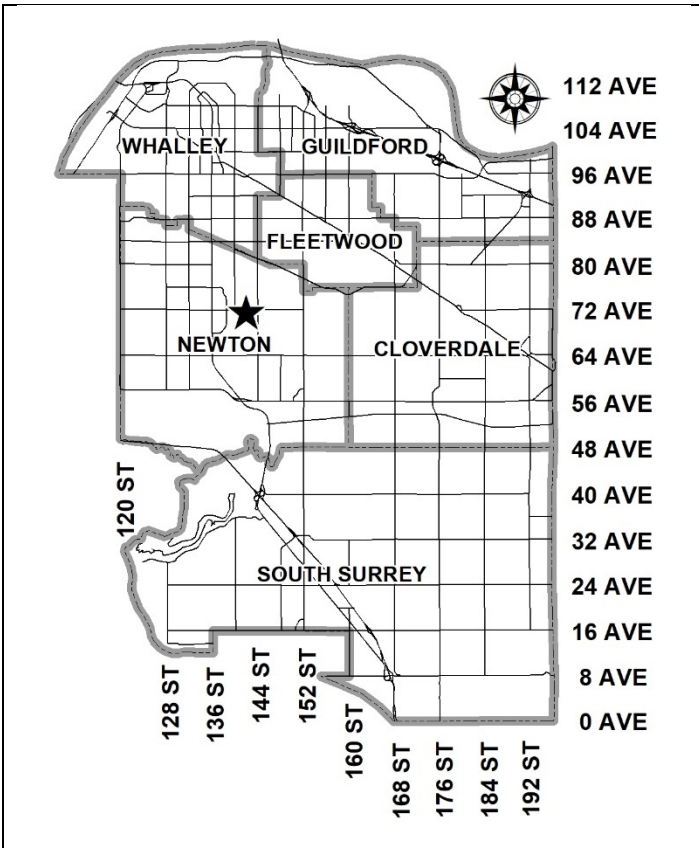 112 AVE
104 AVE
WHALLEY
GUILDFORD
96 AVE
88 AVE
FLEETWOOD
80 AVE
72 AVE
NEWTON
CLOVERDALE
64 AVE
56 AVE
48 AVE
120 ST
40 AVE
32 AVE
SOUTH SURREY
24 AVE
16 AVE
128 ST
136 ST
144 ST
152 ST
160 ST
8 AVE
0 AVE
168 ST
176 ST
184 ST
192 ST